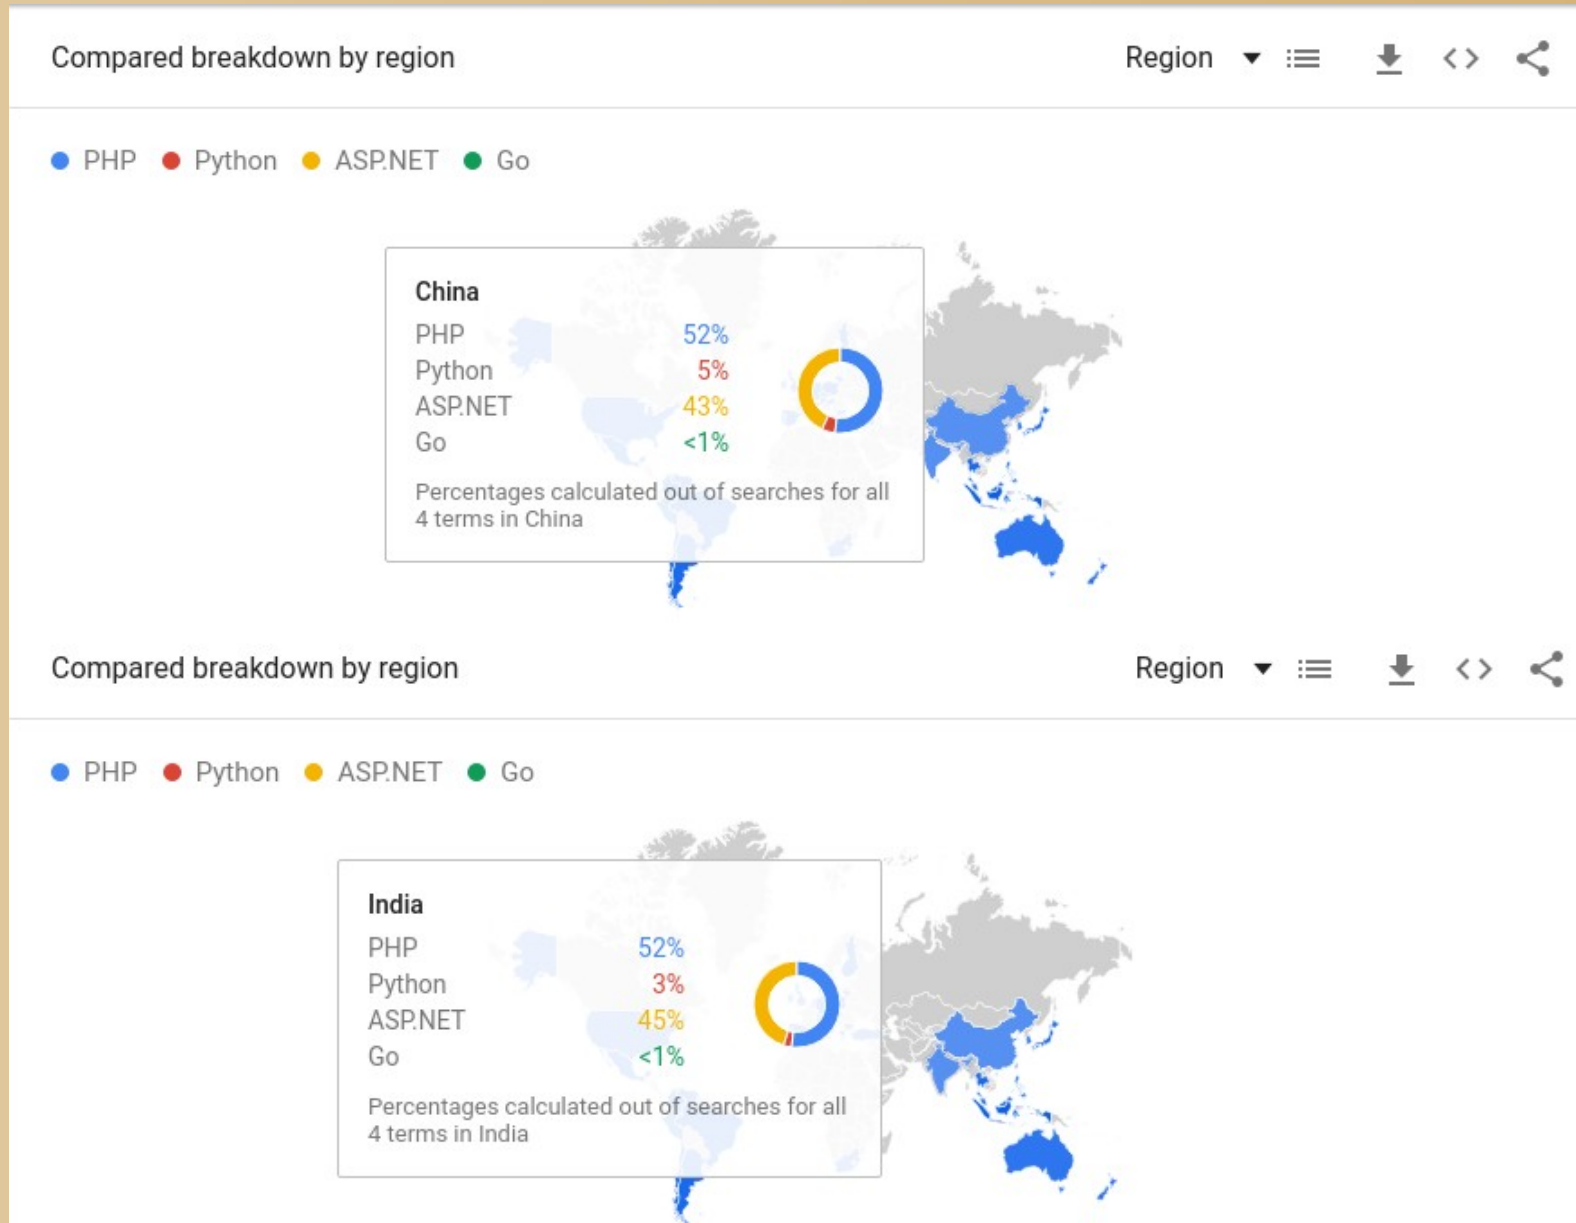 Compared breakdown by region Region
PHP Python ASP.NET Go
China
PHP 52%
Python 5%
ASP.NET 43%
Go <1%
Percentages calculated out of searches for all
4 terms in China
Compared breakdown by region Region
PHP Python ASP.NET Go
India
PHP 52%
Python 3%
ASP.NET 45%
Go <1%
Percentages calculated out of searches for all
4 terms in India